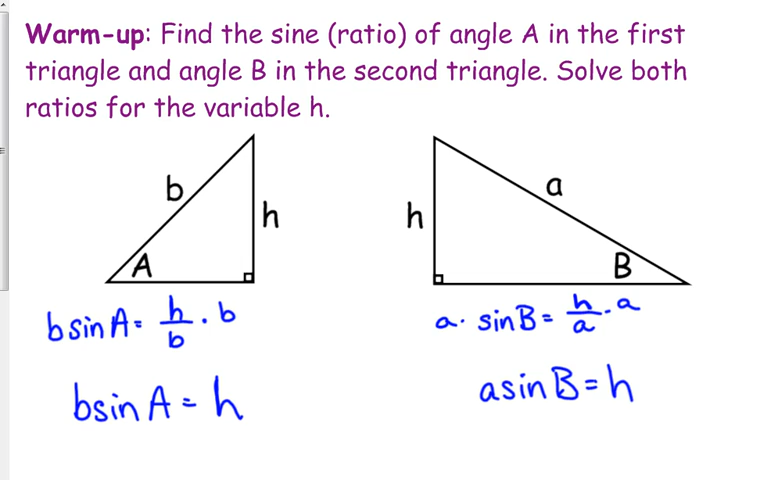 Warm-up: Find the sine (ratio) of angle A in the first
triangle and angle B in the second triangle. Solve both
ratios for the variable h.
b
h
A
a
h
B
b sin A = h/b · b
bsin A = h
a · sin B = h/a · a
a sin B = h